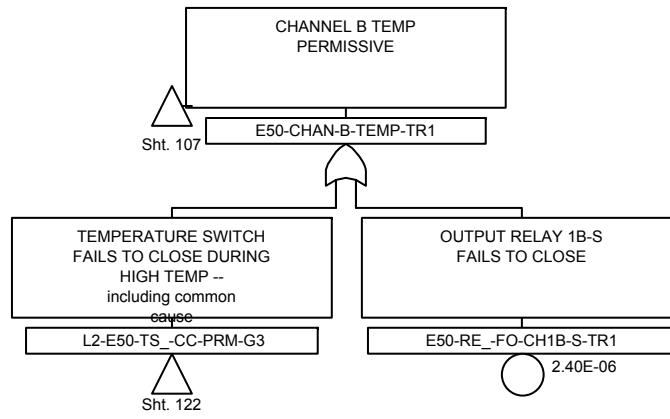 CHANNEL B TEMP
PERMISSIVE
Sht. 107
E50-CHAN-B-TEMP-TR1
TEMPERATURE SWITCH
FAILS TO CLOSE DURING
HIGH TEMP --
including common
cause
L2-E50-TS_-CC-PRM-G3
Sht. 122
OUTPUT RELAY 1B-S
FAILS TO CLOSE
E50-RE_-FO-CH1B-S-TR1
2.40E-06